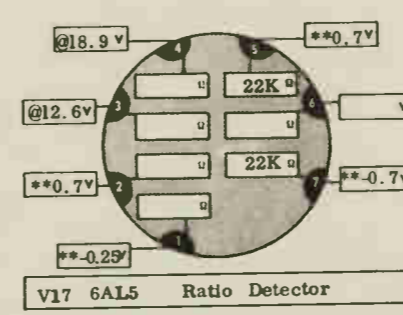 @18.9 V
**0.7V
4
5
Ω
22K Ω
@12.6V
3
6
V
Ω
Ω
**0.7V
2
Ω
22K Ω
7
**-0.7V
Ω
1
**-0.25V
V17 6AL5 Ratio Detector